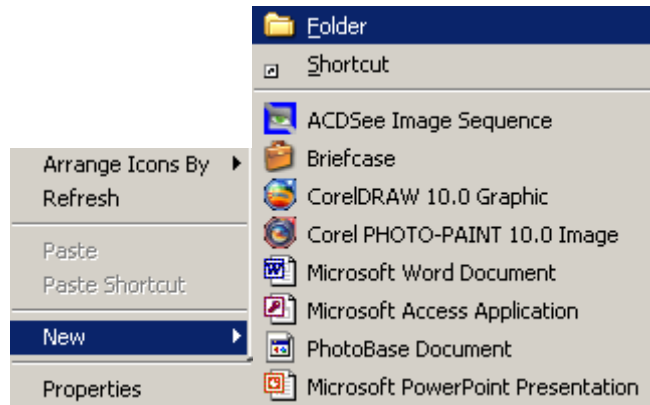 Folder
Shortcut
ACDSee Image Sequence
Briefcase
CorelDRAW 10.0 Graphic
Corel PHOTO-PAINT 10.0 Image
Microsoft Word Document
Microsoft Access Application
PhotoBase Document
Microsoft PowerPoint Presentation
Arrange Icons By
Refresh
Paste
Paste Shortcut
New
Properties